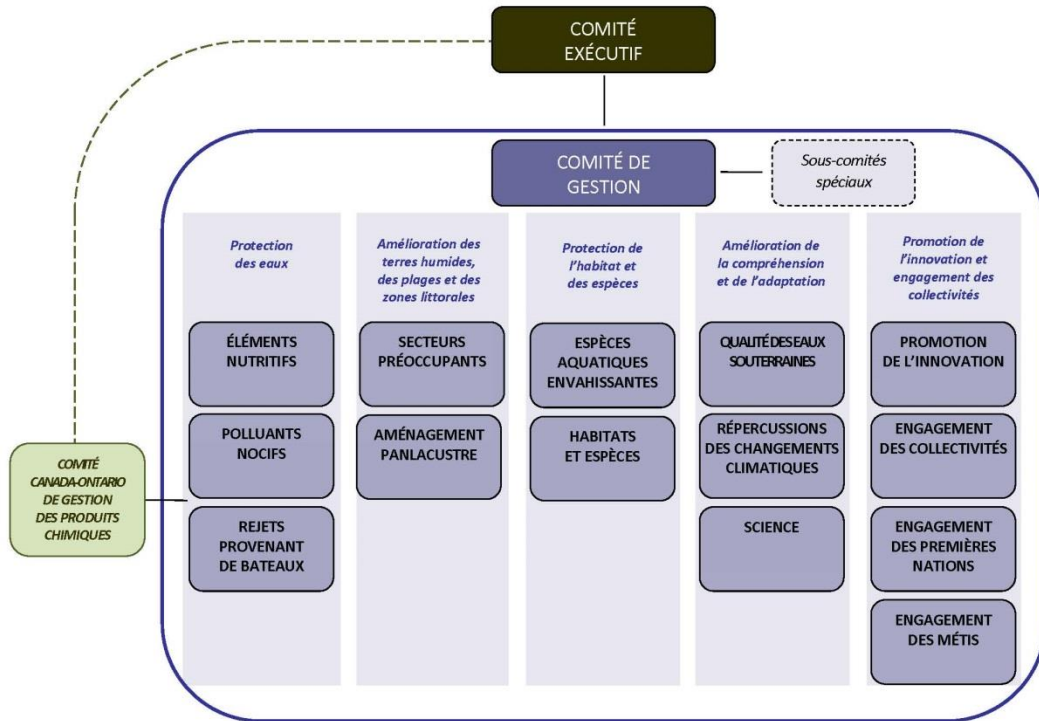 COMITÉ
EXÉCUTIF
COMITÉ DE
GESTION
Sous-comités
spéciaux
Protection
des eaux
Amélioration des
terres humides,
des plages et des
zones littorales
Protection de
l'habitat et
des espèces
Amélioration de
la compréhension
et de l'adaptation
Promotion de
l'innovation et
engagement des
collectivités
ÉLÉMENTS
NUTRITIFS
SECTEURS
PRÉOCCUPANTS
ESPÈCES
AQUATIQUES
ENVAHISSANTES
QUALITÉ DES EAUX
SOUTERRAINES
PROMOTION
DE L'INNOVATION
POLLUANTS
NOCIFS
AMÉNAGEMENT
PANLACUSTRE
HABITATS
ET ESPÈCES
RÉPERCUSSIONS
DES CHANGEMENTS
CLIMATIQUES
ENGAGEMENT
DES COLLECTIVITÉS
COMITÉ
CANADA-ONTARIO
DE GESTION
DES PRODUITS
CHIMIQUES
REJETS
PROVENANT
DE BATEAUX
SCIENCE
ENGAGEMENT
DES PREMIÈRES
NATIONS
ENGAGEMENT
DES MÉTIS